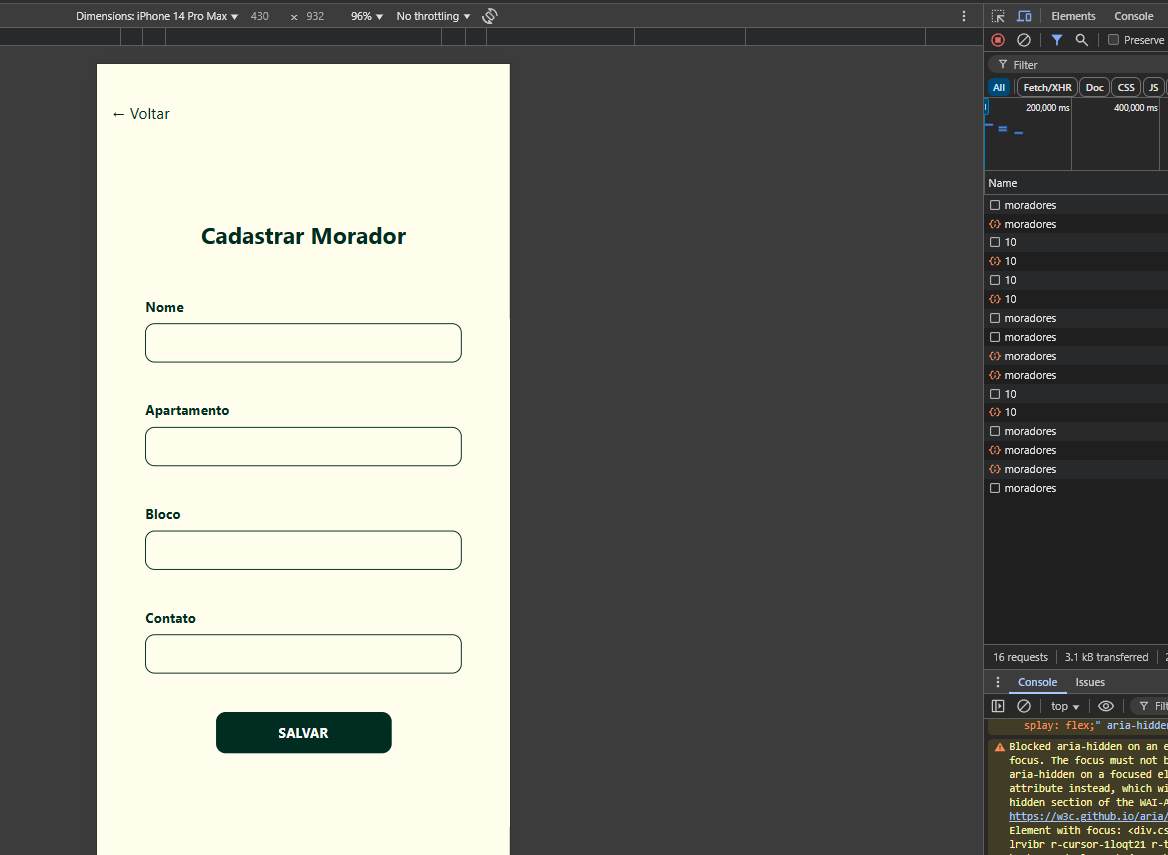 Dimensions: iPhone 14 Pro Max ▼ 430 × 932 96% ▼ No throttling ▼
Elements Console
Preserve
Filter
All Fetch/XHR Doc CSS JS
200,000 ms 400,000 ms
← Voltar
Cadastrar Morador
Nome
Apartamento
Bloco
Contato
SALVAR
Name
moradores
moradores
10
10
10
10
moradores
moradores
moradores
moradores
10
10
moradores
moradores
moradores
moradores
16 requests 3.1 kB transferred
Console Issues
top ▼ Filt
splay: flex;" aria-hidden
Blocked aria-hidden on an e
focus. The focus must not b
aria-hidden on a focused el
attribute instead, which wi
hidden section of the WAI-A
https://w3c.github.io/aria/
Element with focus: <div.cs
lrvibr r-cursor-1loqt21 r-t